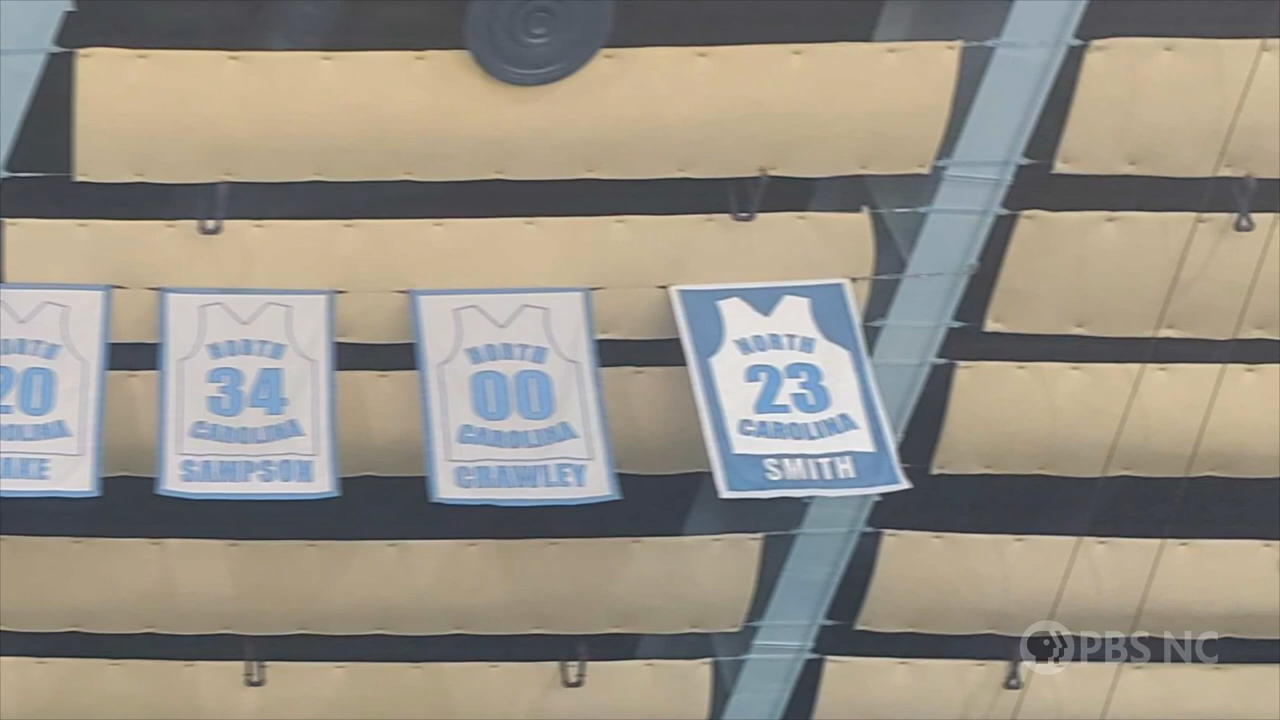 NORTH
20
CAROLINA
AKE
NORTH
34
CAROLINA
SAMPSON
NORTH
00
CAROLINA
CRAWLEY
NORTH
23
CAROLINA
SMITH
PBS NC